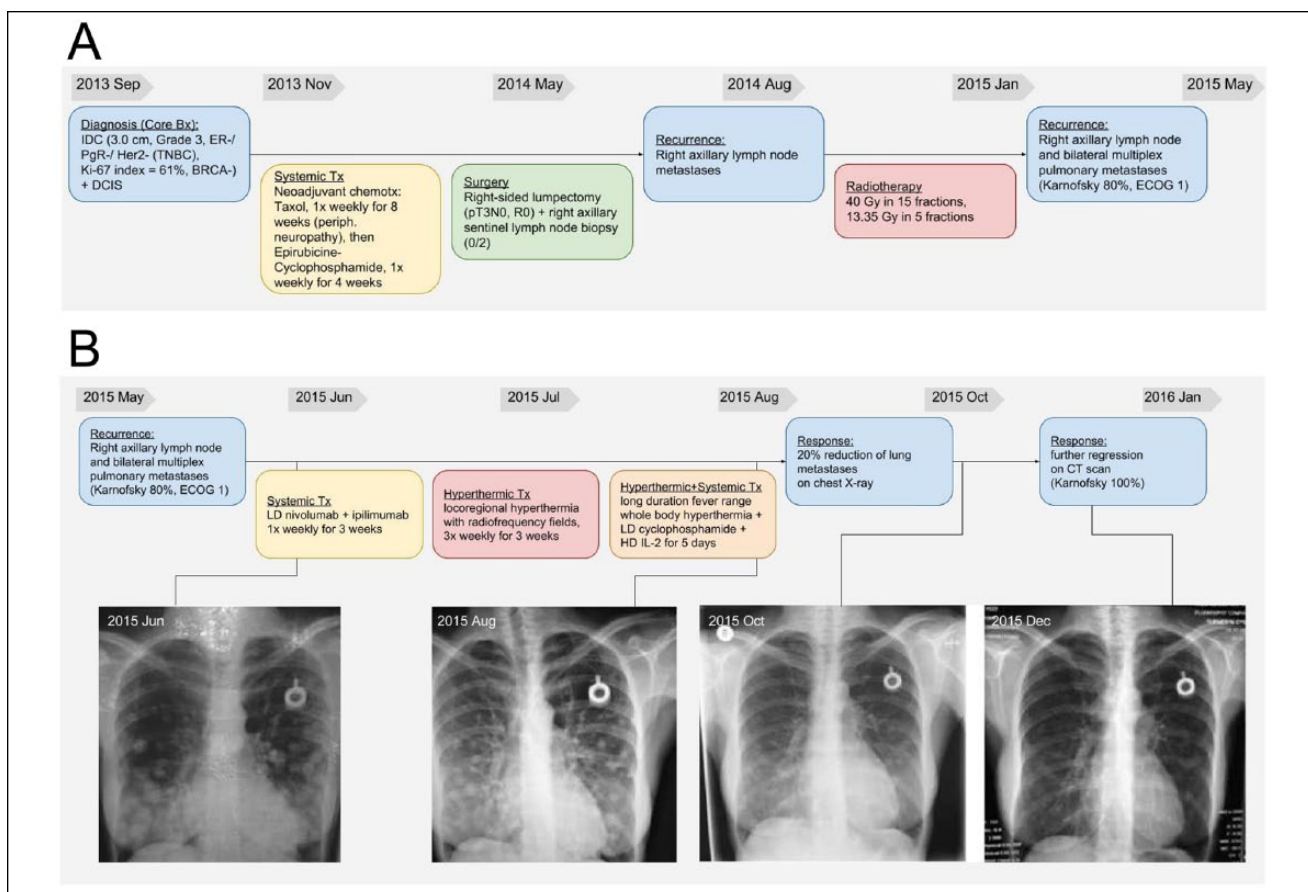 A
2013 Sep
2013 Nov
2014 May
2014 Aug
2015 Jan
2015 May
Diagnosis (Core Bx):
IDC (3.0 cm, Grade 3, ER-/
PgR-/ Her2- (TNBC),
Ki-67 index = 61%, BRCA-)
+ DCIS
Systemic Tx
Neoadjuvant chemotx:
Taxol, 1x weekly for 8
weeks (periph.
neuropathy), then
Epirubicine-
Cyclophosphamide, 1x
weekly for 4 weeks
Surgery
Right-sided lumpectomy
(pT3N0, R0) + right axillary
sentinel lymph node biopsy
(0/2)
Recurrence:
Right axillary lymph node
metastases
Radiotherapy
40 Gy in 15 fractions,
13.35 Gy in 5 fractions
Recurrence:
Right axillary lymph node
and bilateral multiplex
pulmonary metastases
(Karnofsky 80%, ECOG 1)
B
2015 May
2015 Jun
2015 Jul
2015 Aug
2015 Oct
2016 Jan
Recurrence:
Right axillary lymph node
and bilateral multiplex
pulmonary metastases
(Karnofsky 80%, ECOG 1)
Systemic Tx
LD nivolumab + ipilimumab
1x weekly for 3 weeks
Hyperthermic Tx
locoregional hyperthermia
with radiofrequency fields,
3x weekly for 3 weeks
Hyperthermic+Systemic Tx
long duration fever range
whole body hyperthermia +
LD cyclophosphamide +
HD IL-2 for 5 days
Response:
20% reduction of lung
metastases
on chest X-ray
Response:
further regression
on CT scan
(Karnofsky 100%)
2015 Jun
2015 Aug
2015 Oct
2015 Dec